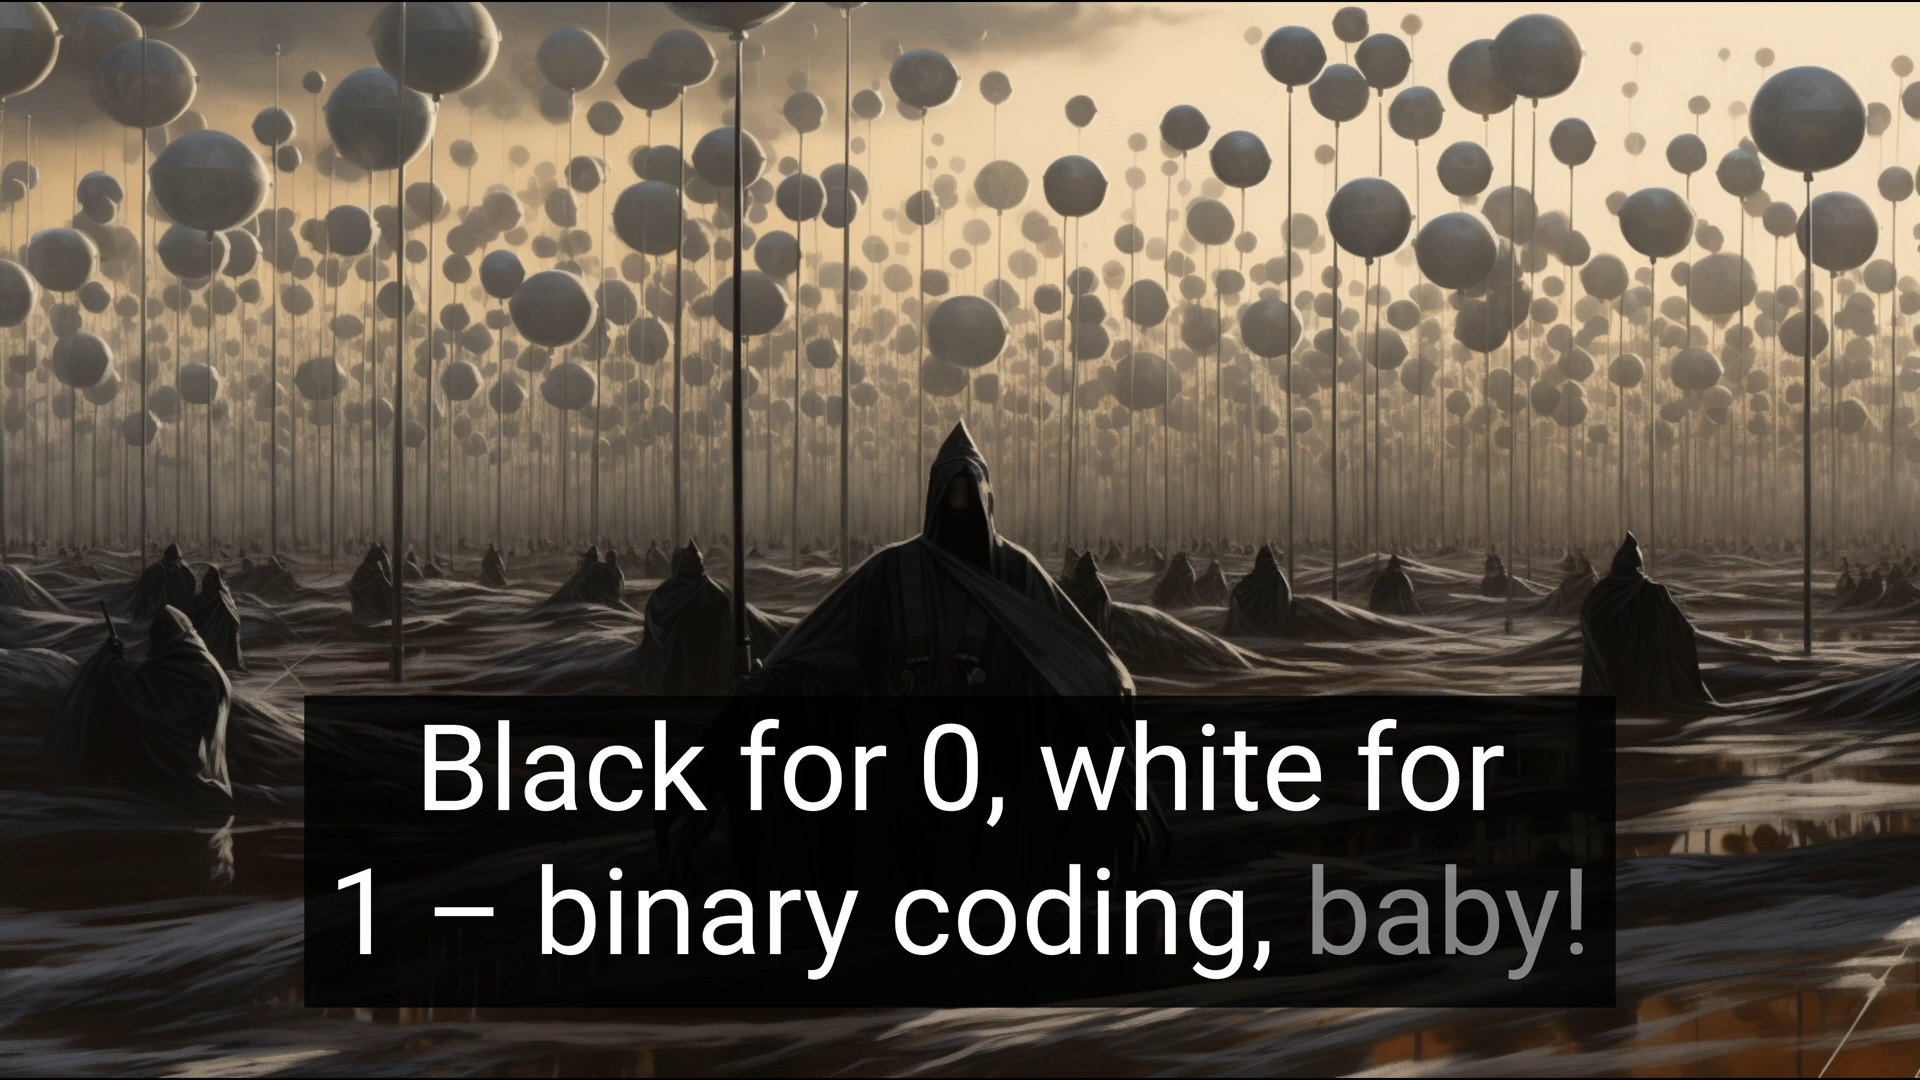 Black for 0, white for
1 – binary coding, baby!